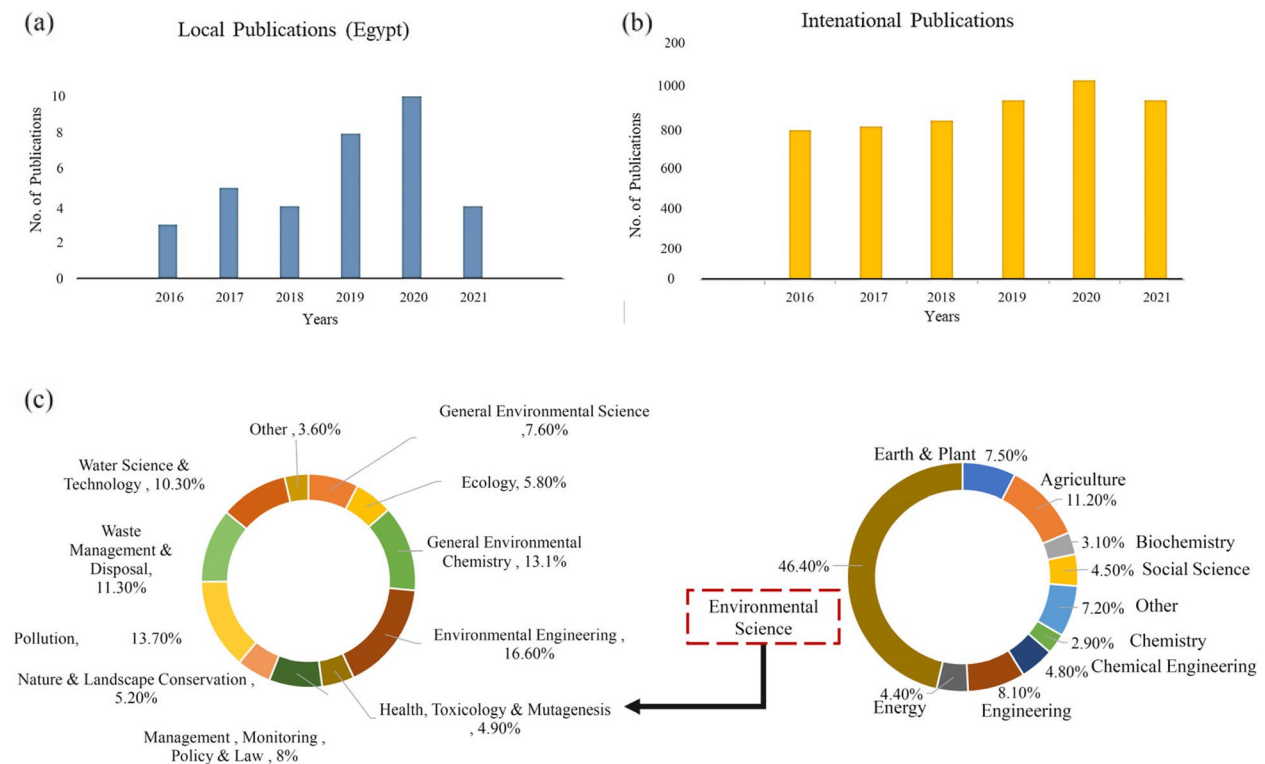 (a)
Local Publications (Egypt)
No. of Publications
10
8
6
4
2
0
2016 2017 2018 2019 2020 2021
Years
(b)
Intenational Publications
No. of Publications
200
1000
800
600
400
200
0
2016 2017 2018 2019 2020 2021
Years
(c)
General Environmental Science
,7.60%
Other , 3.60%
Water Science &
Technology , 10.30%
Ecology, 5.80%
Waste
Management &
Disposal,
11.30%
General Environmental
Chemistry , 13.1%
Pollution, 13.70%
Environmental Engineering ,
16.60%
Nature & Landscape Conservation ,
5.20%
Health, Toxicology & Mutagenesis
, 4.90%
Management , Monitoring ,
Policy & Law , 8%
Environmental
Science
Earth & Plant 7.50%
Agriculture
11.20%
3.10% Biochemistry
4.50% Social Science
46.40%
7.20% Other
2.90% Chemistry
4.80% Chemical Engineering
8.10%
Engineering
4.40%
Energy